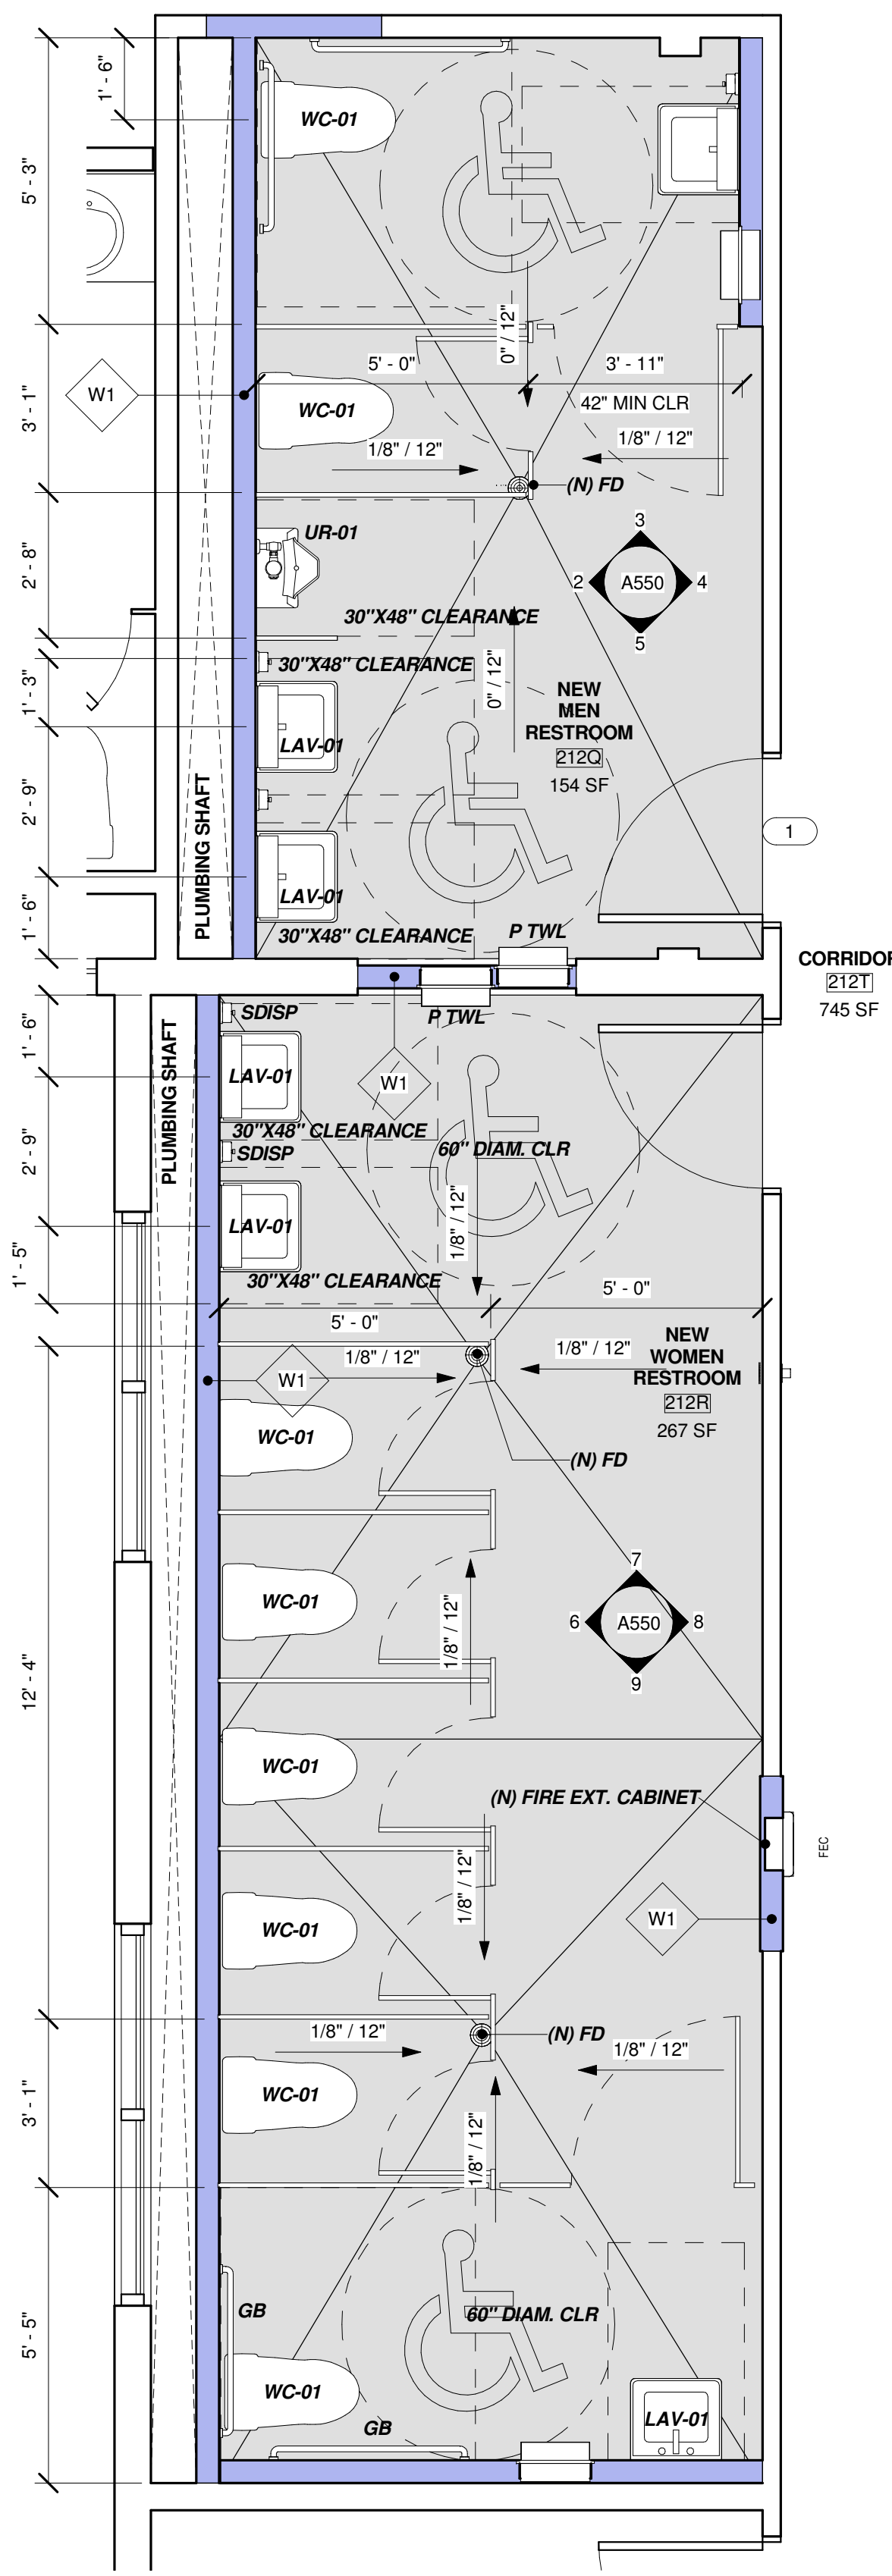 1' - 6"
WC-01
5' - 3"
0" / 12"
5' - 0"
3' - 11"
W1
WC-01
42" MIN CLR
3' - 1"
1/8" / 12"
1/8" / 12"
(N) FD
UR-01
3
2
A550
4
5
2' - 8"
30"X48" CLEARANCE
30"X48" CLEARANCE
0" / 12"
1' - 3"
NEW
MEN
RESTROOM
212Q
154 SF
LAV-01
2' - 9"
PLUMBING SHAFT
1
LAV-01
1' - 6"
30"X48" CLEARANCE
P TWL
CORRIDOR
212T
745 SF
SDISP
P TWL
1' - 6"
PLUMBING SHAFT
LAV-01
W1
30"X48" CLEARANCE
SDISP
60" DIAM. CLR
2' - 9"
1/8" / 12"
LAV-01
1' - 5"
30"X48" CLEARANCE
5' - 0"
5' - 0"
1/8" / 12"
1/8" / 12"
NEW
WOMEN
RESTROOM
212R
267 SF
W1
WC-01
(N) FD
7
6
A550
8
9
WC-01
1/8" / 12"
12' - 4"
WC-01
(N) FIRE EXT. CABINET
FEC
1/8" / 12"
W1
WC-01
1/8" / 12"
(N) FD
1/8" / 12"
3' - 1"
WC-01
1/8" / 12"
GB
60" DIAM. CLR
5' - 5"
WC-01
GB
LAV-01